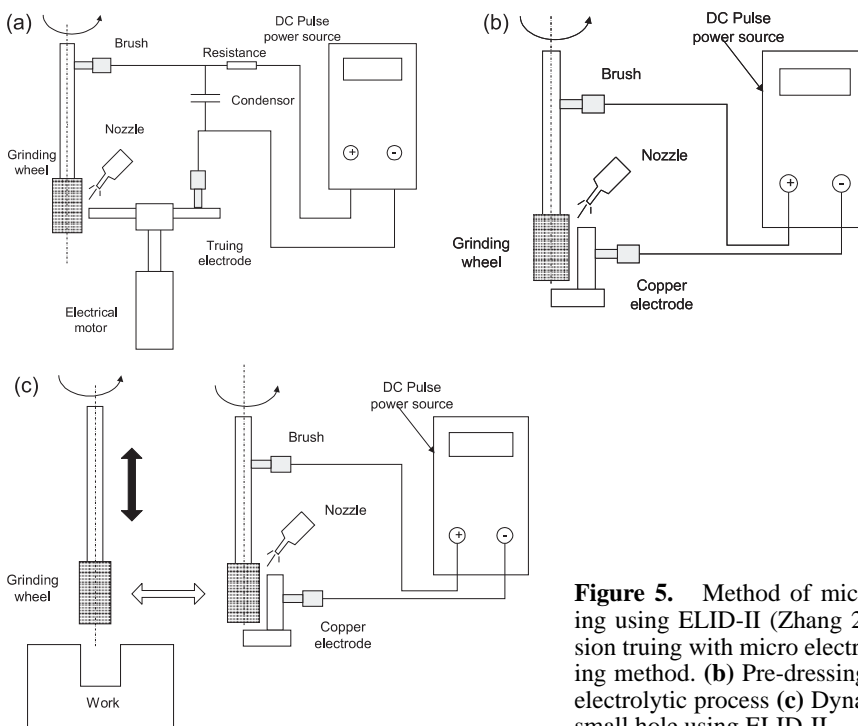 (a)
Brush
Resistance
DC Pulse
power source
Condensor
Nozzle
Grinding
wheel
+ -
Truing
electrode
Electrical
motor
(b)
DC Pulse
power source
Brush
Nozzle
+ -
Grinding
wheel
Copper
electrode
(c)
DC Pulse
power source
Brush
Nozzle
+ -
Grinding
wheel
Copper
electrode
Work
Figure 5. Method of mic
ing using ELID-II (Zhang 2
sion truing with micro electr
ing method. (b) Pre-dressing
electrolytic process (c) Dyna
small hole using ELID-II